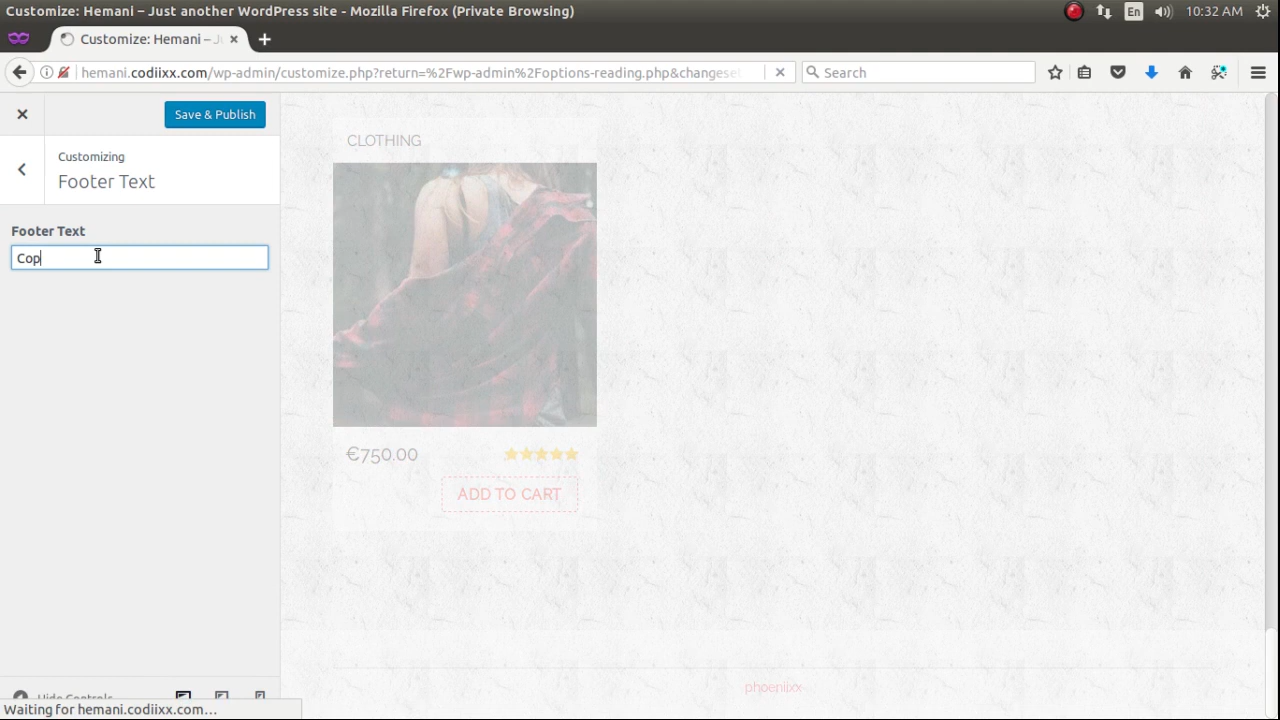 Customize: Hemani – Just another WordPress site - Mozilla Firefox (Private Browsing)
En
10:32 AM
Customize: Hemani –
hemani.codiixx.com/wp-admin/customize.php?return=%2Fwp-admin%2Foptions-reading.php&changese
Search
Save & Publish
Customizing
Footer Text
Footer Text
Cop
CLOTHING
€750.00
ADD TO CART
phoeniixx
Hide Controls
Waiting for hemani.codiixx.com...